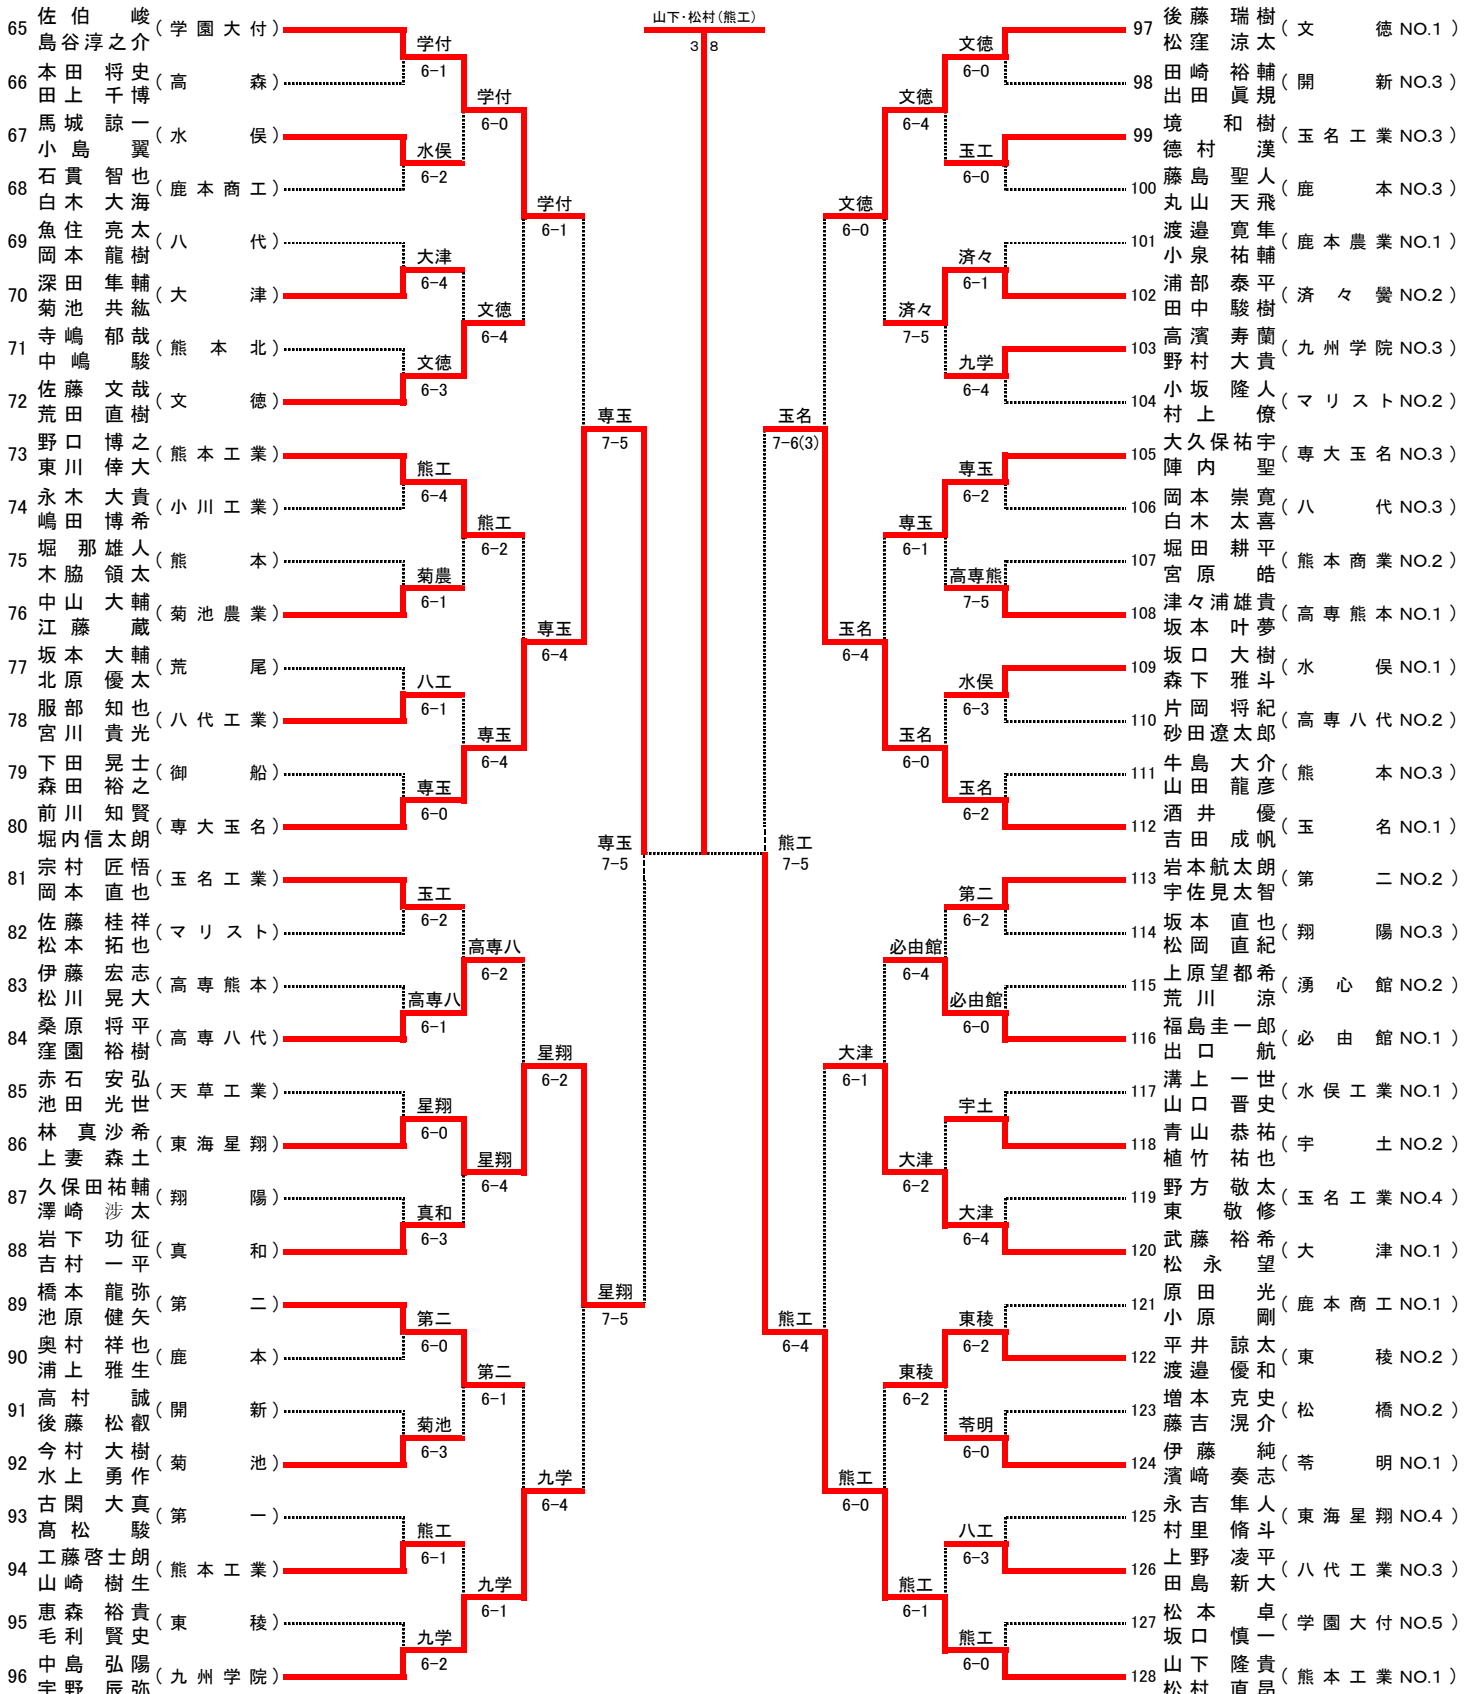 山下・松村(熊工)
3 8
65 佐伯 峻 島谷淳之介 (学園大付)
66 本田 将史 田上 千博 (高森)
67 馬城 諒一 小島 翼 (水俣)
68 石貫 智也 白木 大海 (鹿本商工)
69 魚住 亮太 岡本 龍樹 (八代)
70 深田 隼輔 菊池 共紘 (大津)
71 寺嶋 郁哉 中嶋 駿 (熊本北)
72 佐藤 文哉 荒田 直樹 (文徳)
73 野口 博之 東川 倖大 (熊本工業)
74 永木 大貴 嶋田 博希 (小川工業)
75 堀 那雄人 木脇 領太 (熊本)
76 中山 大輔 江藤 蔵 (菊池農業)
77 坂本 大輔 北原 優太 (荒尾)
78 服部 知也 宮川 貴光 (八代工業)
79 下田 晃士 森田 裕之 (御船)
80 前川 知賢 堀内信太朗 (専大玉名)
81 宗村 匠悟 岡本 直也 (玉名工業)
82 佐藤 桂祥 松本 拓也 (マリスト)
83 伊藤 宏志 松川 晃大 (高専熊本)
84 桑原 将平 窪園 裕樹 (高専八代)
85 赤石 安弘 池田 光世 (天草工業)
86 林 真沙希 上妻 森土 (東海星翔)
87 久保田祐輔 澤崎 渉太 (翔陽)
88 岩下 功征 吉村 一平 (真和)
89 橋本 龍弥 池原 健矢 (第二)
90 奥村 祥也 浦上 雅生 (鹿本)
91 高村 誠 後藤 松叡 (開新)
92 今村 大樹 水上 勇作 (菊池)
93 古閑 大真 髙松 駿 (第一)
94 工藤啓士朗 山崎 樹生 (熊本工業)
95 恵森 裕貴 毛利 賢史 (東稜)
96 中島 弘陽 宇野 辰弥 (九州学院)
学付 6-1
水俣 6-2
大津 6-4
文徳 6-3
熊工 6-4
菊農 6-1
八工 6-1
専玉 6-0
玉工 6-2
高専八 6-1
星翔 6-0
真和 6-3
第二 6-0
菊池 6-3
熊工 6-1
九学 6-2
学付 6-0
文徳 6-4
熊工 6-2
専玉 6-4
高専八 6-2
星翔 6-4
第二 6-1
九学 6-1
学付 6-1
専玉 6-4
星翔 6-2
九学 6-4
専玉 7-5
星翔 7-5
専玉 7-5
熊工 7-5
玉名 7-6(3)
熊工 6-4
文徳 6-0
玉名 6-4
大津 6-1
熊工 6-0
文徳 6-4
済々 7-5
専玉 6-1
玉名 6-0
必由館 6-4
大津 6-2
東稜 6-2
熊工 6-1
文徳 6-0
玉工 6-0
済々 6-1
九学 6-4
専玉 6-2
高専熊 7-5
水俣 6-3
玉名 6-2
第二 6-2
必由館 6-0
宇土
大津 6-4
東稜 6-2
苓明 6-0
八工 6-3
熊工 6-0
97 後藤 瑞樹 松窪 涼太 (文徳 NO.1)
98 田崎 裕輔 出田 眞規 (開新 NO.3)
99 境 和樹 徳村 漢 (玉名工業 NO.3)
100 藤島 聖人 丸山 天飛 (鹿本 NO.3)
101 渡邉 寛隼 小泉 祐輔 (鹿本農業 NO.1)
102 浦部 泰平 田中 駿樹 (済々黌 NO.2)
103 高濱 寿蘭 野村 大貴 (九州学院 NO.3)
104 小坂 隆人 村上 僚 (マリスト NO.2)
105 大久保祐宇 陣内 聖 (専大玉名 NO.3)
106 岡本 崇寛 白木 太喜 (八代 NO.3)
107 堀田 耕平 宮原 皓 (熊本商業 NO.2)
108 津々浦雄貴 坂本 叶夢 (高専熊本 NO.1)
109 坂口 大樹 森下 雅斗 (水俣 NO.1)
110 片岡 将紀 砂田遼太郎 (高専八代 NO.2)
111 牛島 大介 山田 龍彦 (熊本 NO.3)
112 酒井 優 吉田 成帆 (玉名 NO.1)
113 岩本航太朗 宇佐見太智 (第二 NO.2)
114 坂本 直也 松岡 直紀 (翔陽 NO.3)
115 上原望都希 荒川 涼 (湧心館 NO.2)
116 福島圭一郎 出口 航 (必由館 NO.1)
117 溝上 一世 山口 晋史 (水俣工業 NO.1)
118 青山 恭祐 植竹 祐也 (宇土 NO.2)
119 野方 敬太 東 敬修 (玉名工業 NO.4)
120 武藤 裕希 松永 望 (大津 NO.1)
121 原田 光 小原 剛 (鹿本商工 NO.1)
122 平井 諒太 渡邉 優和 (東稜 NO.2)
123 増本 克史 藤吉 滉介 (松橋 NO.2)
124 伊藤 純 濱﨑 奏志 (苓明 NO.1)
125 永吉 隼人 村里 脩斗 (東海星翔 NO.4)
126 上野 凌平 田島 新大 (八代工業 NO.3)
127 松本 卓 坂口 慎一 (学園大付 NO.5)
128 山下 隆貴 松村 直昂 (熊本工業 NO.1)